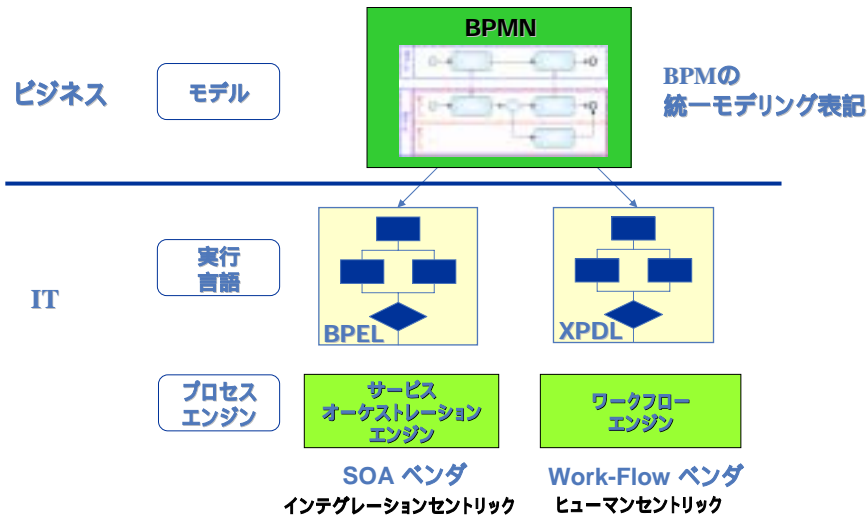 BPMN
ビジネス
モデル
BPMの
統一モデリング表記
IT
実行
言語
BPEL
XPDL
プロセス
エンジン
サービス
オーケストレーション
エンジン
ワークフロー
エンジン
SOA ベンダ
インテグレーションセントリック
Work-Flow ベンダ
ヒューマンセントリック